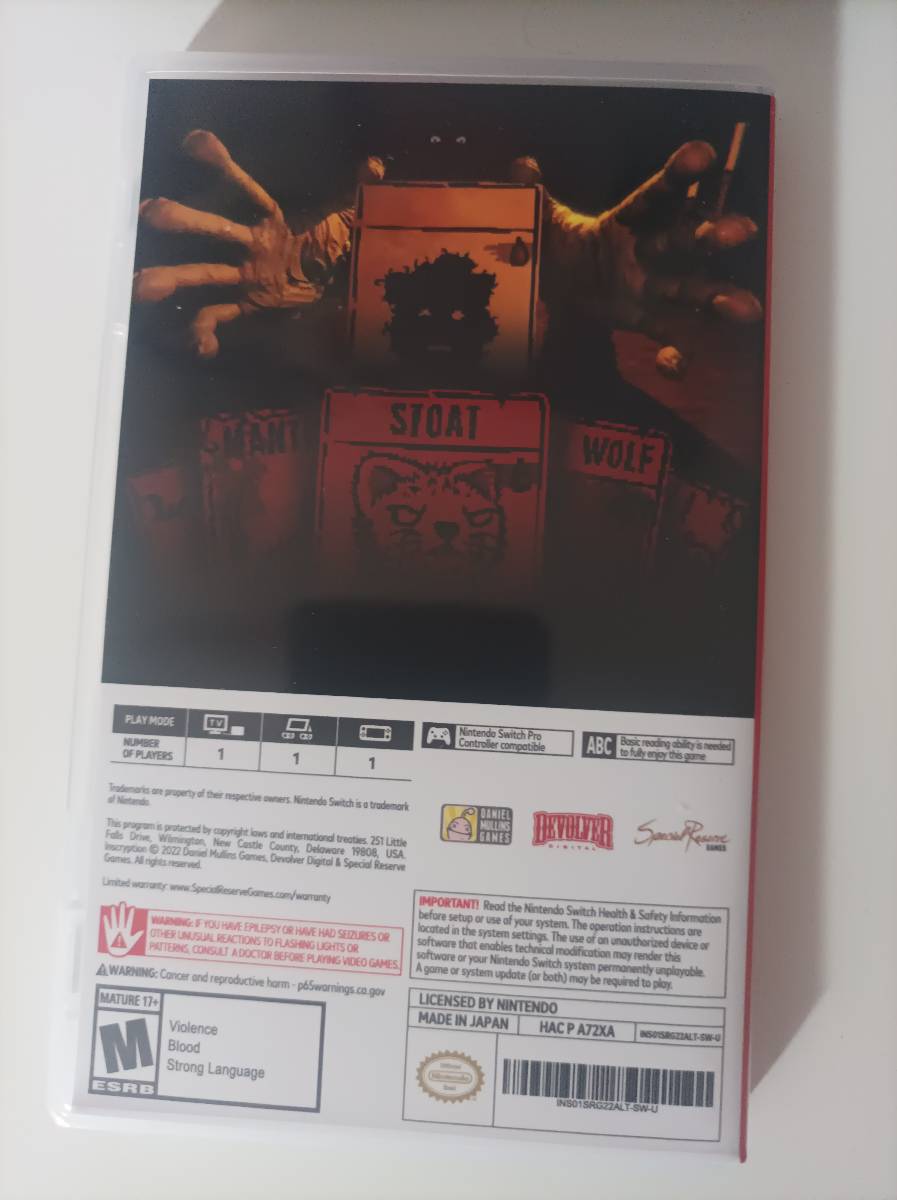 STOAT
MANT
WOLF
PLAY MODE
TV
NUMBER
OF PLAYERS
1
1
1
Nintendo Switch Pro
Controller compatible
ABC
Basic reading ability is needed
to fully enjoy this game
Trademarks are property of their respective owners. Nintendo Switch is a trademark
of Nintendo.
This program is protected by copyright laws and international treaties. 251 Little
Falls Drive, Wilmington, New Castle County, Delaware 19808, USA.
Inscryption © 2022 Daniel Mullins Games, Devolver Digital & Special Reserve
Games. All rights reserved.
Limited warranty: www.SpecialReserveGames.com/warranty
DANIEL
MULLINS
GAMES
DEVOLVER
DIGITAL
Special Reserve
GAMES
WARNING: IF YOU HAVE EPILEPSY OR HAVE HAD SEIZURES OR
OTHER UNUSUAL REACTIONS TO FLASHING LIGHTS OR
PATTERNS, CONSULT A DOCTOR BEFORE PLAYING VIDEO GAMES.
WARNING: Cancer and reproductive harm - p65warnings.ca.gov
IMPORTANT! Read the Nintendo Switch Health & Safety Information
before setup or use of your system. The operation instructions are
located in the system settings. The use of an unauthorized device or
software that enables technical modification may render this
software or your Nintendo Switch system permanently unplayable.
A game or system update (or both) may be required to play.
MATURE 17+
M
ESRB
Violence
Blood
Strong Language
LICENSED BY NINTENDO
MADE IN JAPAN
HAC P A72XA
INS01SRG22ALT-SW-U
Official
Nintendo
Seal
INS01SRG22ALT-SW-U